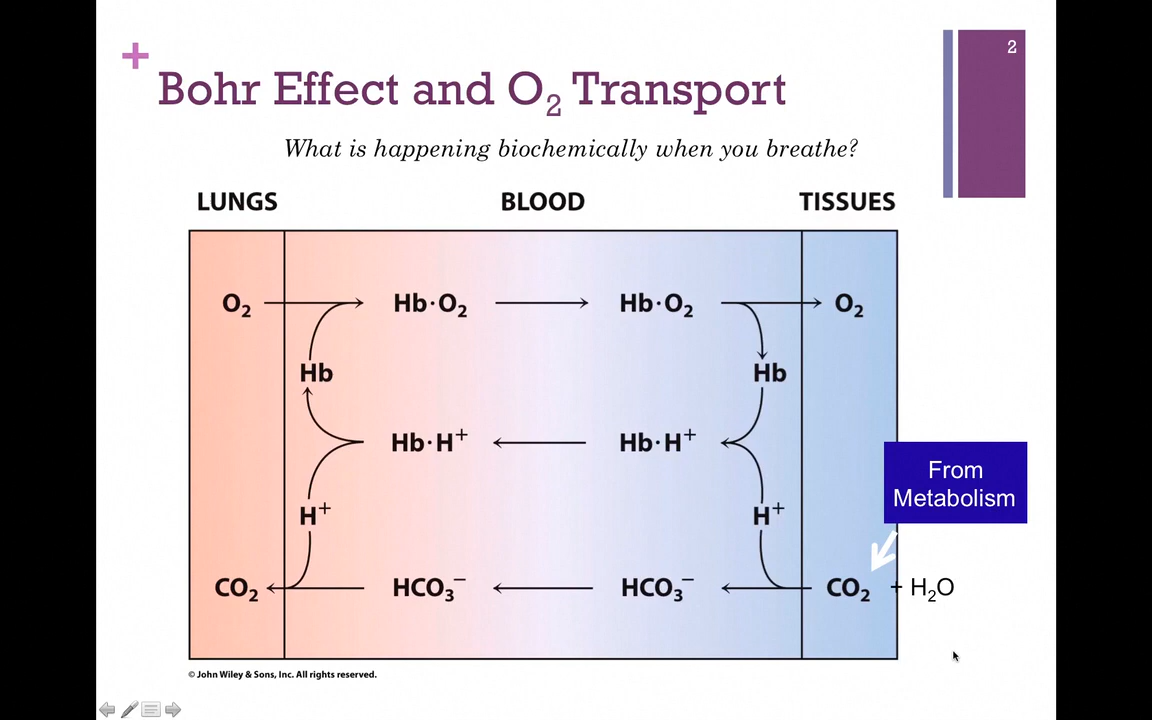 2
+
Bohr Effect and O₂ Transport
What is happening biochemically when you breathe?
LUNGS BLOOD TISSUES
O₂ Hb·O₂ Hb·O₂ O₂
Hb Hb
Hb·H⁺ Hb·H⁺
From
Metabolism
H⁺ H⁺
CO₂ HCO₃⁻ HCO₃⁻ CO₂ + H₂O
© John Wiley & Sons, Inc. All rights reserved.